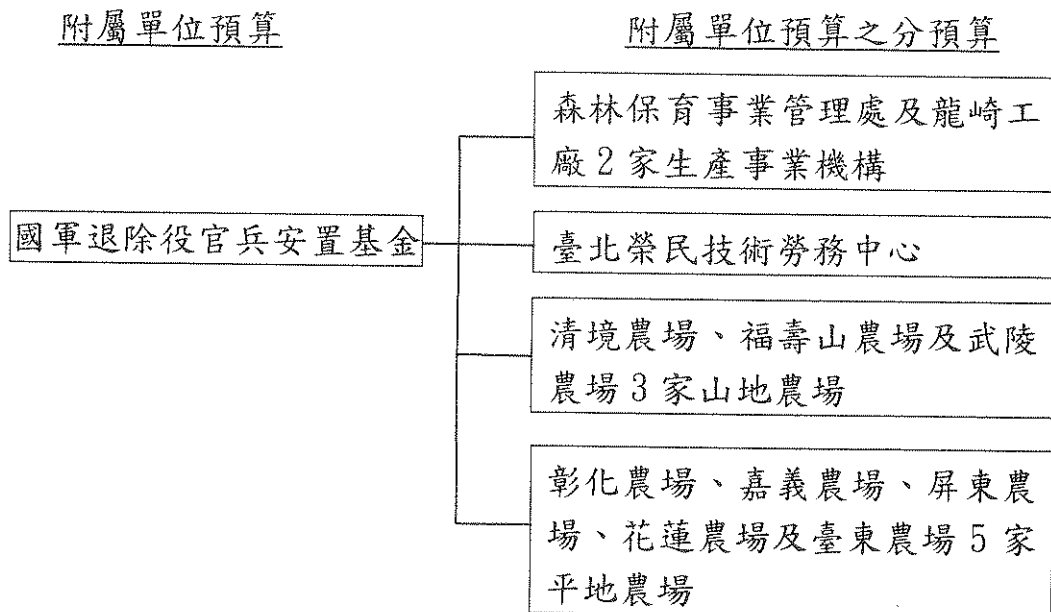 附屬單位預算
附屬單位預算之分預算
森林保育事業管理處及龍崎工
廠2家生產事業機構
國軍退除役官兵安置基金
臺北榮民技術勞務中心
清境農場、福壽山農場及武陵
農場3家山地農場
彰化農場、嘉義農場、屏東農
場、花蓮農場及臺東農場5家
平地農場